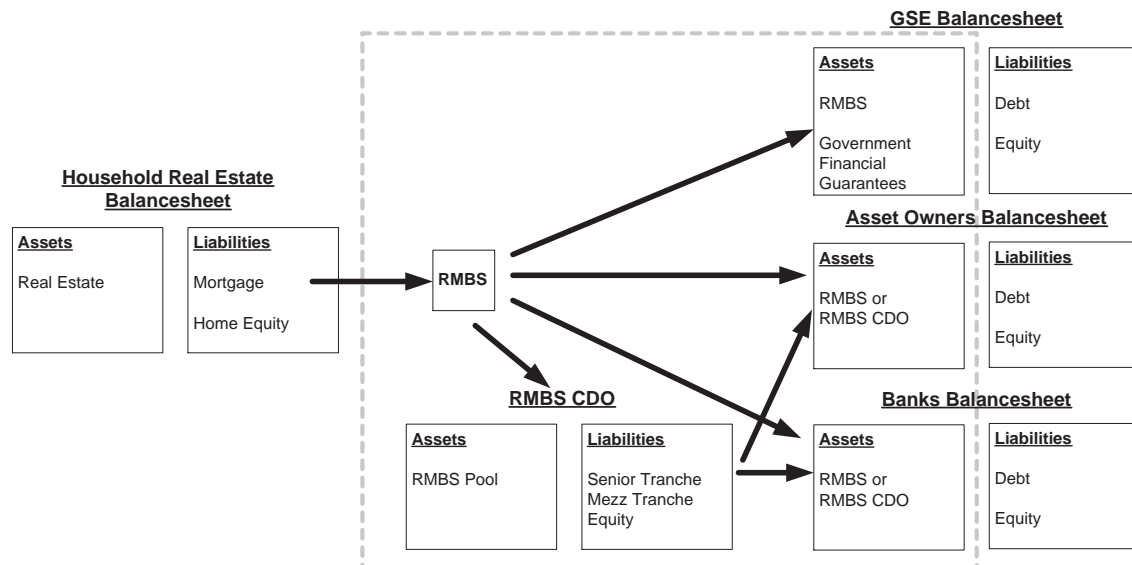 GSE Balancesheet
Assets
RMBS
Government
Financial
Guarantees
Liabilities
Debt
Equity
Household Real Estate
Balancesheet
Assets
Real Estate
Liabilities
Mortgage
Home Equity
RMBS
Asset Owners Balancesheet
Assets
RMBS or
RMBS CDO
Liabilities
Debt
Equity
RMBS CDO
Assets
RMBS Pool
Liabilities
Senior Tranche
Mezz Tranche
Equity
Banks Balancesheet
Assets
RMBS or
RMBS CDO
Liabilities
Debt
Equity